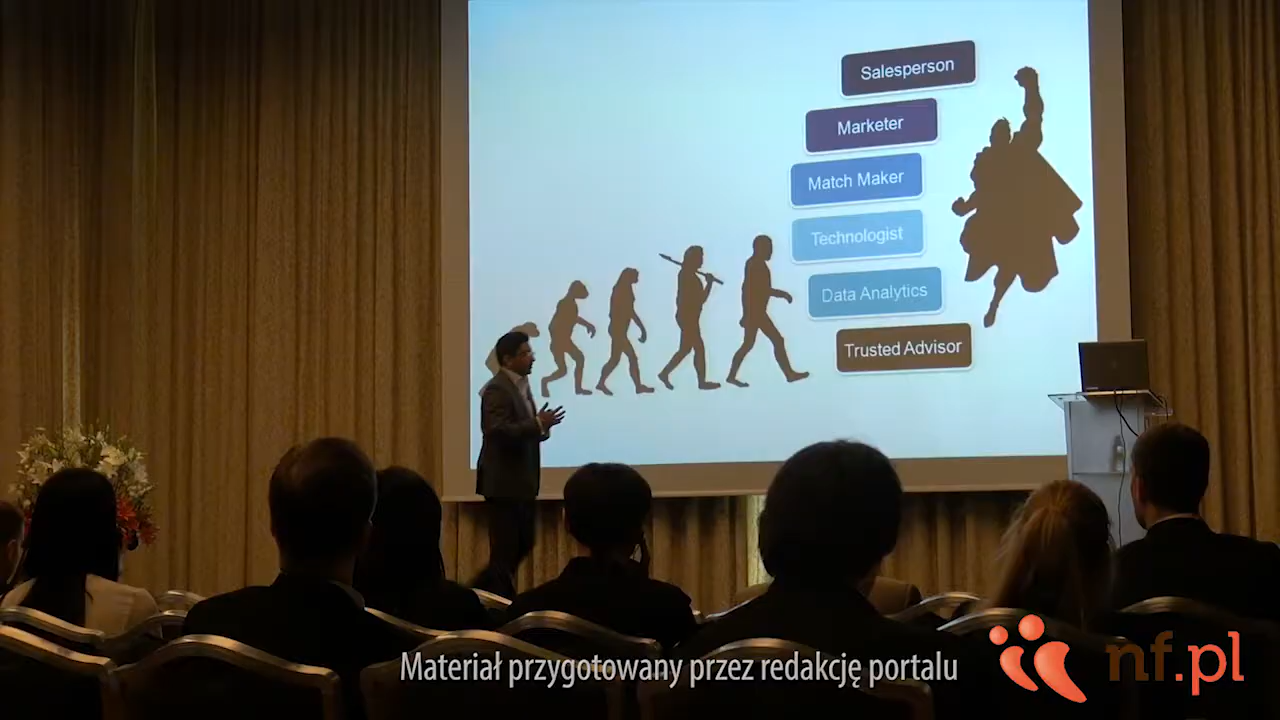 Salesperson
Marketer
Match Maker
Technologist
Data Analytics
Trusted Advisor
Materiał przygotowany przez redakcję portalu
nf.pl